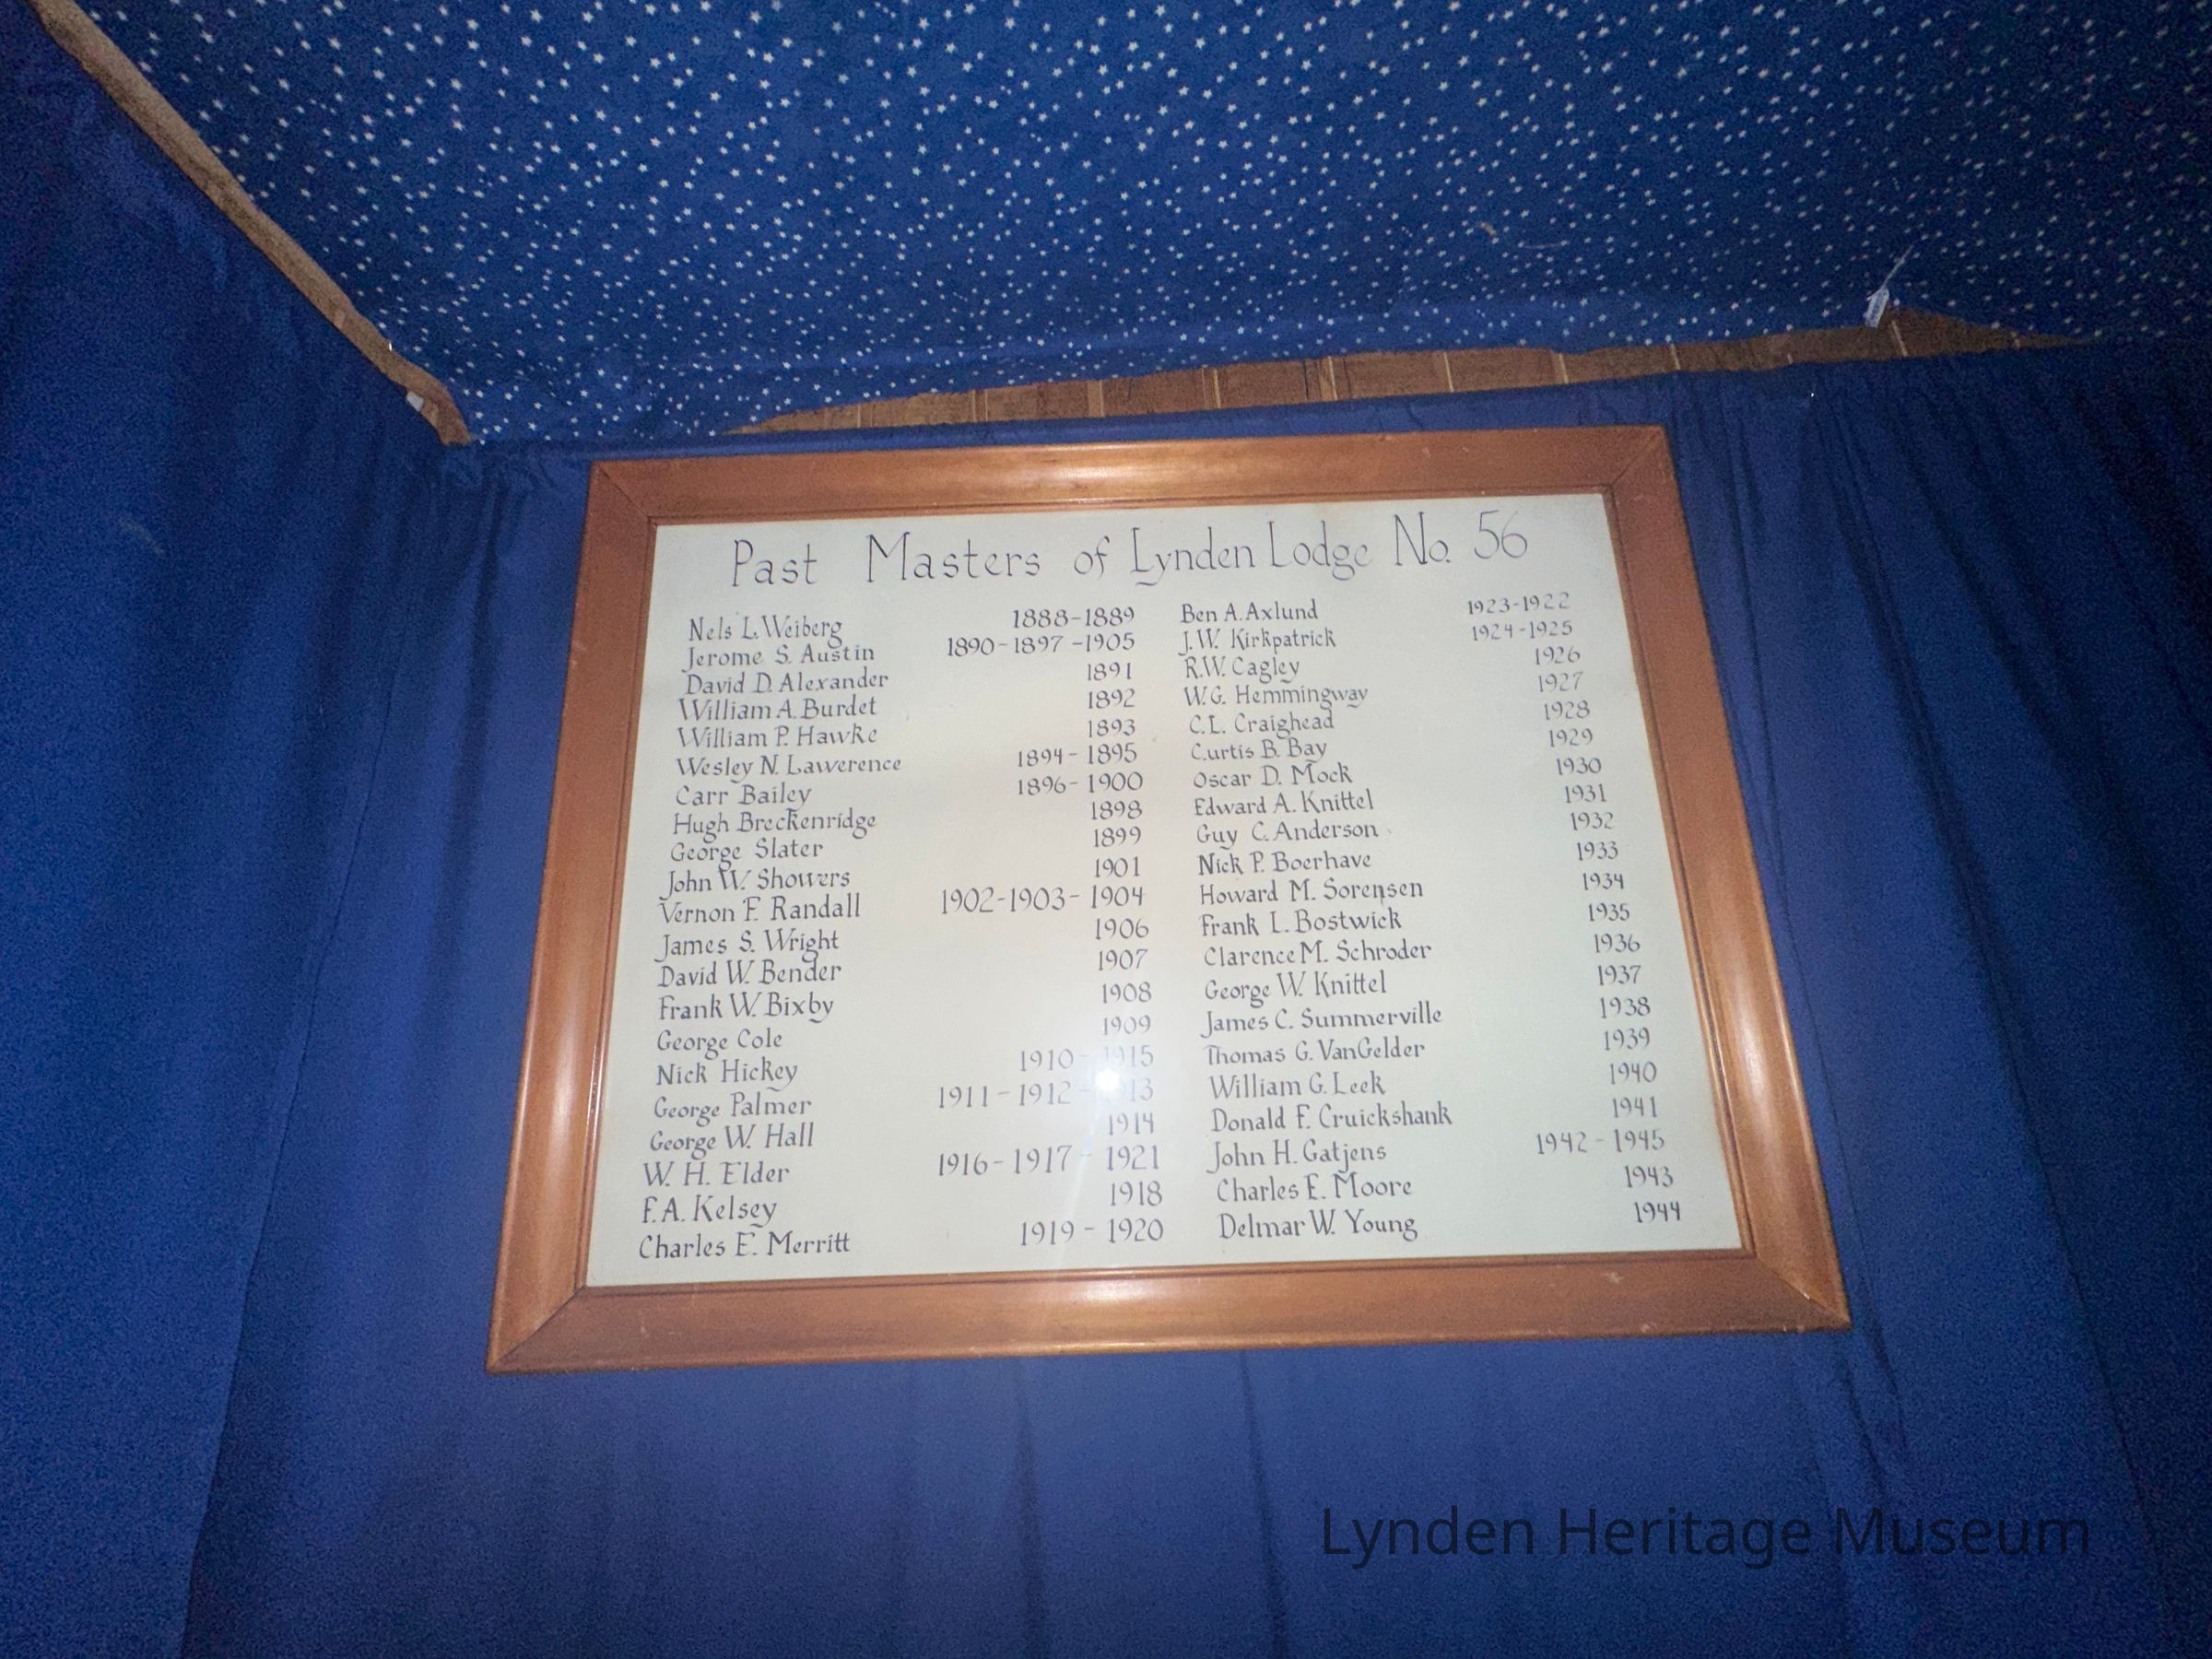 Past Masters of Lynden Lodge No. 56
Nels L. Weiberg 1888-1889
Jerome S. Austin 1890-1897-1905
David D. Alexander 1891
William A. Burdet 1892
William P. Hawke 1893
Wesley N. Lawerence 1894-1895
Carr Bailey 1896-1900
Hugh Breckenridge 1898
George Slater 1899
John W. Showers 1901
Vernon F. Randall 1902-1903-1904
James S. Wright 1906
David W. Bender 1907
Frank W. Bixby 1908
George Cole 1909
Nick Hickey 1910-1915
George Palmer 1911-1912-1913
George W. Hall 1914
W. H. Elder 1916-1917-1921
F.A. Kelsey 1918
Charles E. Merritt 1919-1920
Ben A. Axlund 1923-1922
J.W. Kirkpatrick 1924-1925
R.W. Cagley 1926
W.G. Hemmingway 1927
C.L. Craighead 1928
Curtis B. Bay 1929
Oscar D. Mock 1930
Edward A. Knittel 1931
Guy C. Anderson 1932
Nick P. Boerhave 1933
Howard M. Sorensen 1934
Frank L. Bostwick 1935
Clarence M. Schroder 1936
George W. Knittel 1937
James C. Summerville 1938
Thomas G. VanGelder 1939
William G. Leek 1940
Donald F. Cruickshank 1941
John H. Gatjens 1942-1945
Charles E. Moore 1943
Delmar W. Young 1944
Lynden Heritage Museum